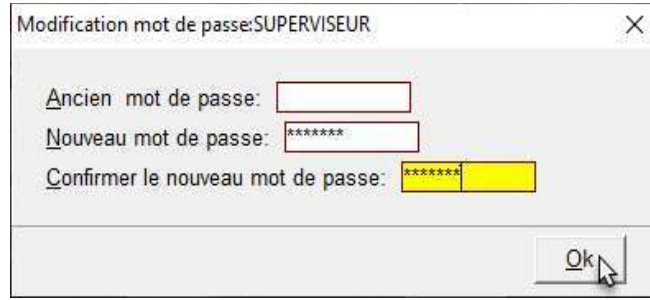 Modification mot de passe:SUPERVISEUR
Ancien mot de passe:
Nouveau mot de passe: *******
Confirmer le nouveau mot de passe: *******
Ok